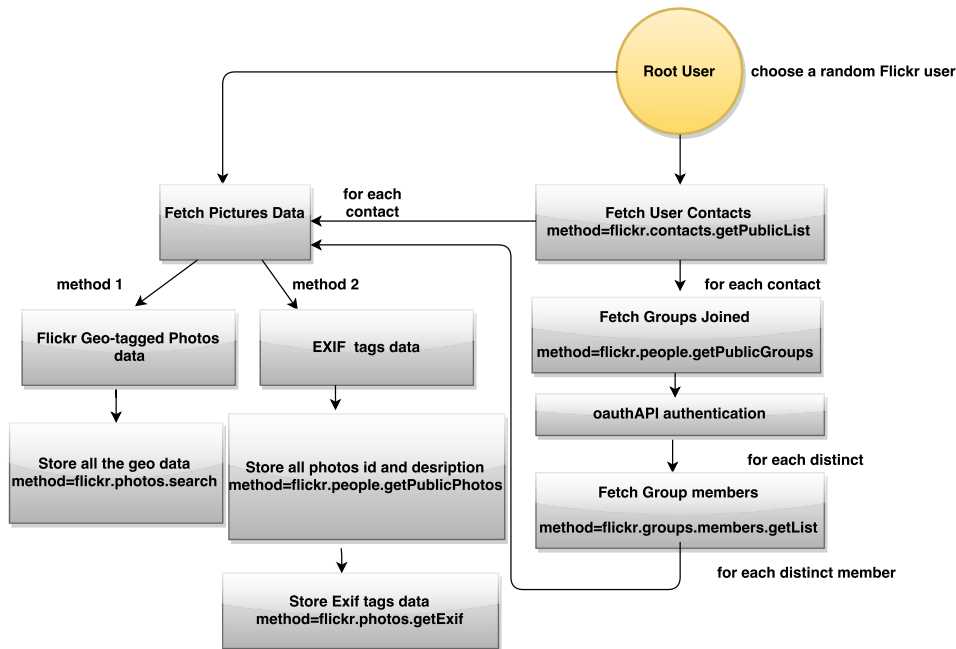 Root User
choose a random Flickr user
Fetch Pictures Data
for each
contact
Fetch User Contacts
method=flickr.contacts.getPublicList
method 1
method 2
for each contact
Flickr Geo-tagged Photos
data
EXIF tags data
Fetch Groups Joined
method=flickr.people.getPublicGroups
oauthAPI authentication
Store all the geo data
method=flickr.photos.search
Store all photos id and desription
method=flickr.people.getPublicPhotos
for each distinct
Fetch Group members
method=flickr.groups.members.getList
for each distinct member
Store Exif tags data
method=flickr.photos.getExif